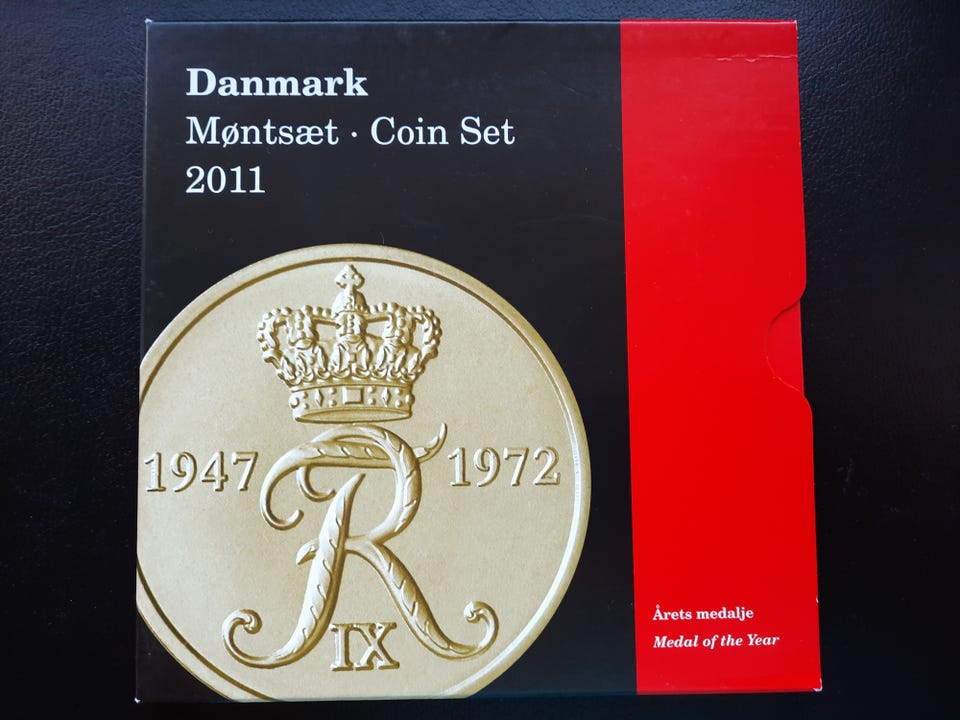 Danmark
Møntsæt · Coin Set
2011
1947 1972
R
IX
Årets medalje
Medal of the Year